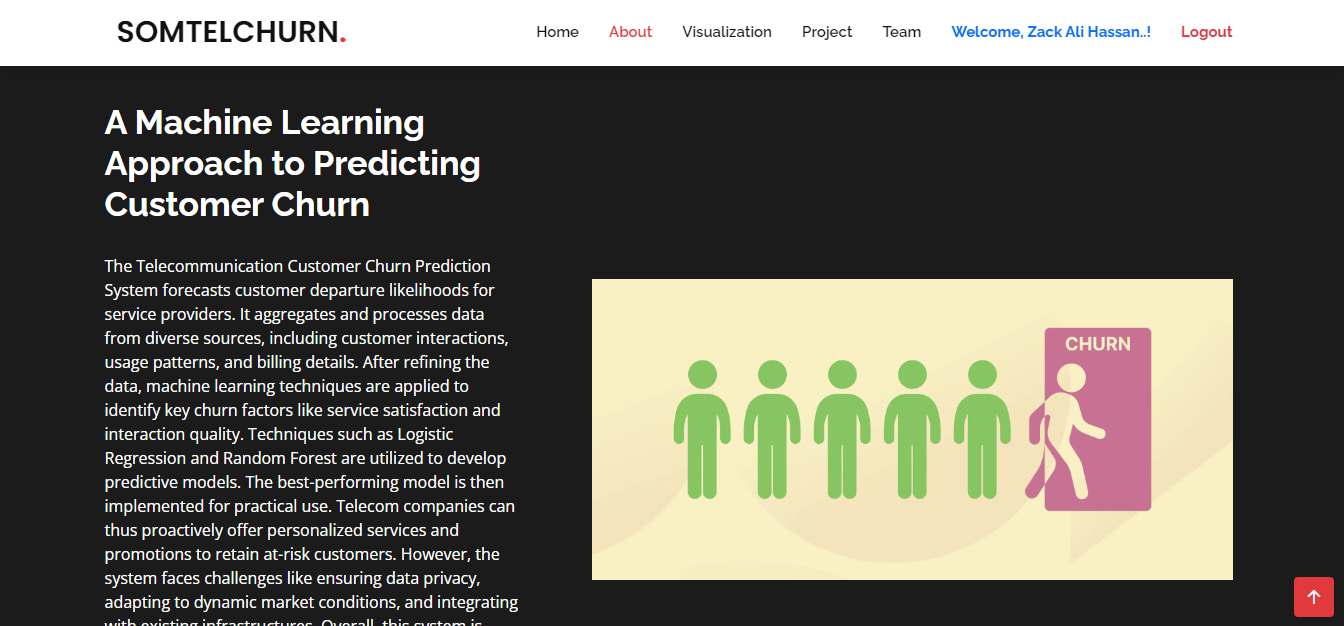 SOMTELCHURN.
Home About Visualization Project Team Welcome, Zack Ali Hassan..! Logout
A Machine Learning
Approach to Predicting
Customer Churn
The Telecommunication Customer Churn Prediction
System forecasts customer departure likelihoods for
service providers. It aggregates and processes data
from diverse sources, including customer interactions,
usage patterns, and billing details. After refining the
data, machine learning techniques are applied to
identify key churn factors like service satisfaction and
interaction quality. Techniques such as Logistic
Regression and Random Forest are utilized to develop
predictive models. The best-performing model is then
implemented for practical use. Telecom companies can
thus proactively offer personalized services and
promotions to retain at-risk customers. However, the
system faces challenges like ensuring data privacy,
adapting to dynamic market conditions, and integrating
with existing infrastructures. Overall, this system is
CHURN